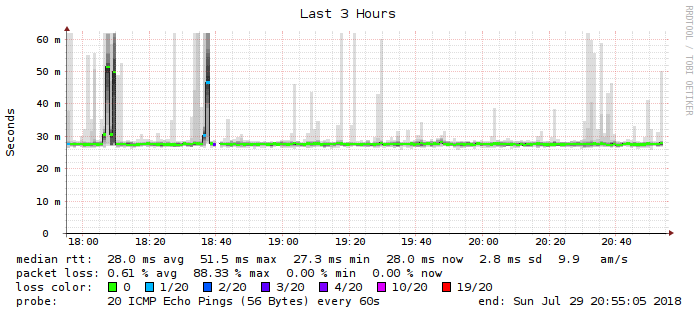 Last 3 Hours
RRDTOOL / TOBI OETIKER
Seconds
60 m
50 m
40 m
30 m
20 m
10 m
0
18:00 18:20 18:40 19:00 19:20 19:40 20:00 20:20 20:40
median rtt: 28.0 ms avg 51.5 ms max 27.3 ms min 28.0 ms now 2.8 ms sd 9.9 am/s
packet loss: 0.61 % avg 88.33 % max 0.00 % min 0.00 % now
loss color: 0 1/20 2/20 3/20 4/20 10/20 19/20
probe: 20 ICMP Echo Pings (56 Bytes) every 60s end: Sun Jul 29 20:55:05 2018